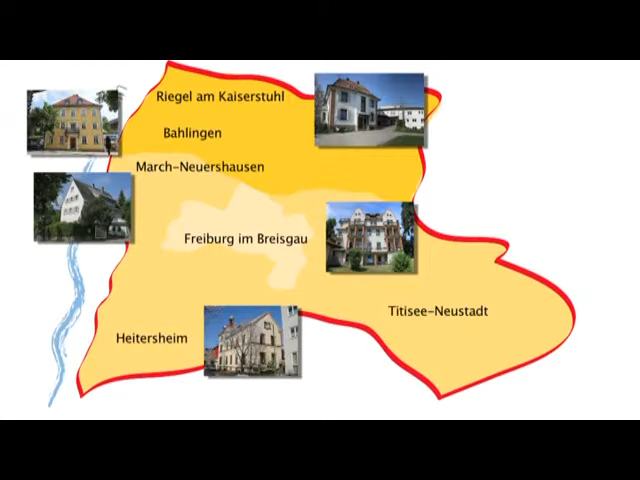 Riegel am Kaiserstuhl
Bahlingen
March-Neuershausen
Freiburg im Breisgau
Titisee-Neustadt
Heitersheim